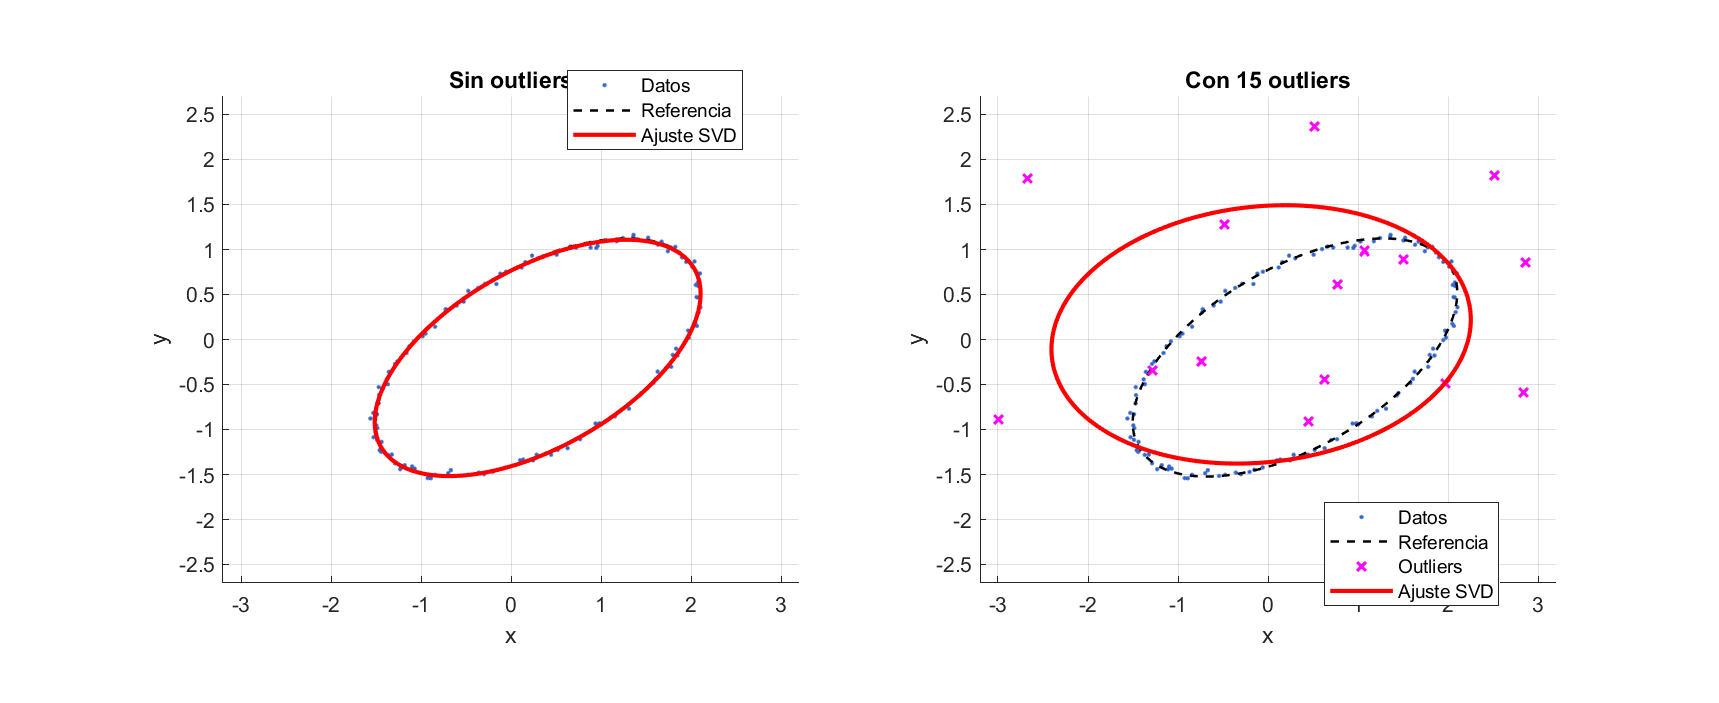 Sin outliers
Datos
Referencia
Ajuste SVD
2.5
2
1.5
1
0.5
0
-0.5
-1
-1.5
-2
-2.5
y
-3 -2 -1 0 1 2 3
x
Con 15 outliers
2.5
2
1.5
1
0.5
0
-0.5
-1
-1.5
-2
-2.5
y
Datos
Referencia
Outliers
Ajuste SVD
-3 -2 -1 0 1 2 3
x